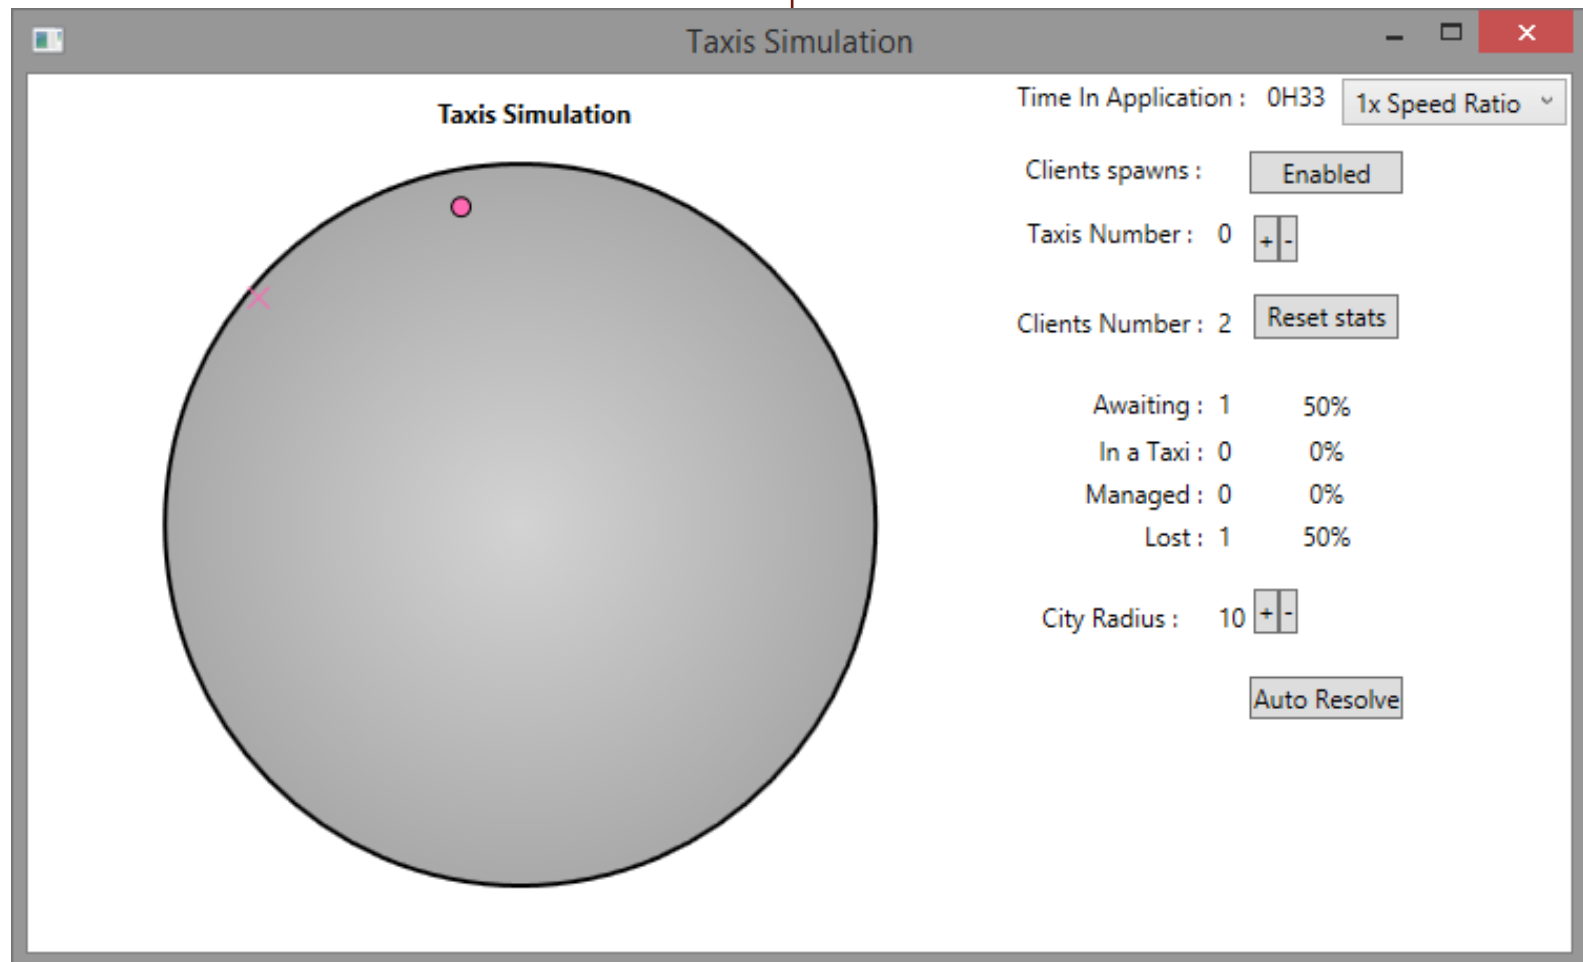 Taxis Simulation
Taxis Simulation
Time In Application : 0H33 1x Speed Ratio
Clients spawns : Enabled
Taxis Number : 0 + -
Clients Number : 2 Reset stats
Awaiting : 1 50%
In a Taxi : 0 0%
Managed : 0 0%
Lost : 1 50%
City Radius : 10 + -
Auto Resolve